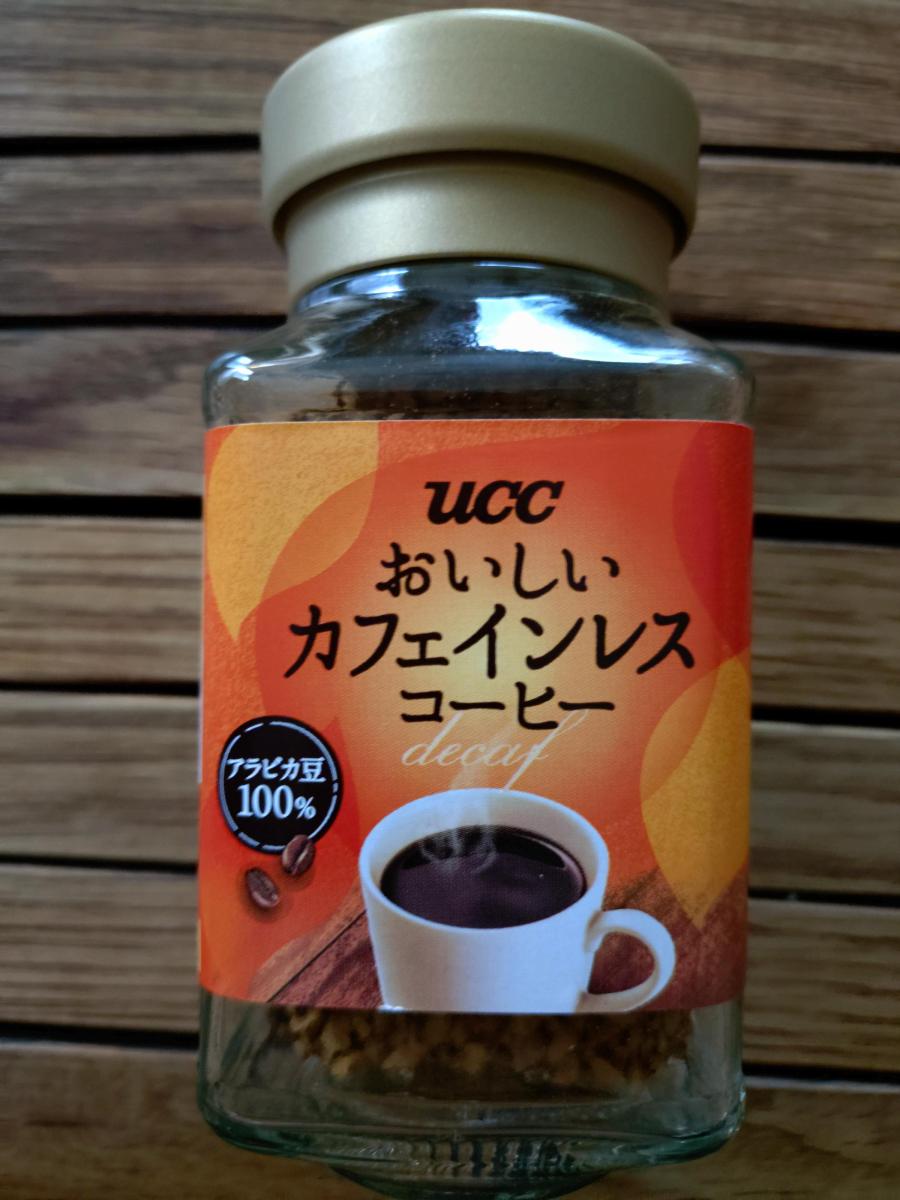 ucc
おいしい
カフェインレス
コーヒー
decaf
アラビカ豆
100%